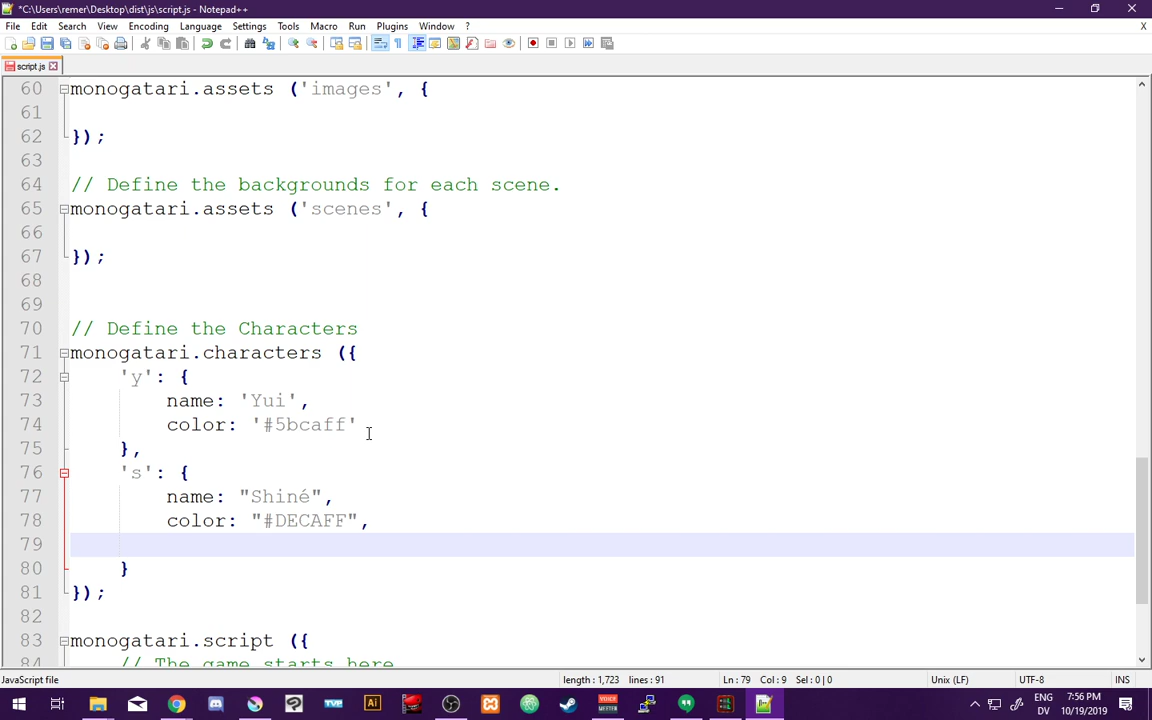 *C:\Users\remer\Desktop\dist\js\script.js - Notepad++
File Edit Search View Encoding Language Settings Tools Macro Run Plugins Window ? X
script.js
60 monogatari.assets ('images', {
61
62 });
63
64 // Define the backgrounds for each scene.
65 monogatari.assets ('scenes', {
66
67 });
68
69
70 // Define the Characters
71 monogatari.characters ({
72 'y': {
73 name: 'Yui',
74 color: '#5bcaff'
75 },
76 's': {
77 name: "Shiné",
78 color: "#DECAFF",
79
80 }
81 });
82
83 monogatari.script ({
84 // The game starts here.
JavaScript file length : 1,723 lines : 91 Ln : 79 Col : 9 Sel : 0 | 0 Unix (LF) UTF-8 INS
ENG 7:56 PM
DV 10/19/2019